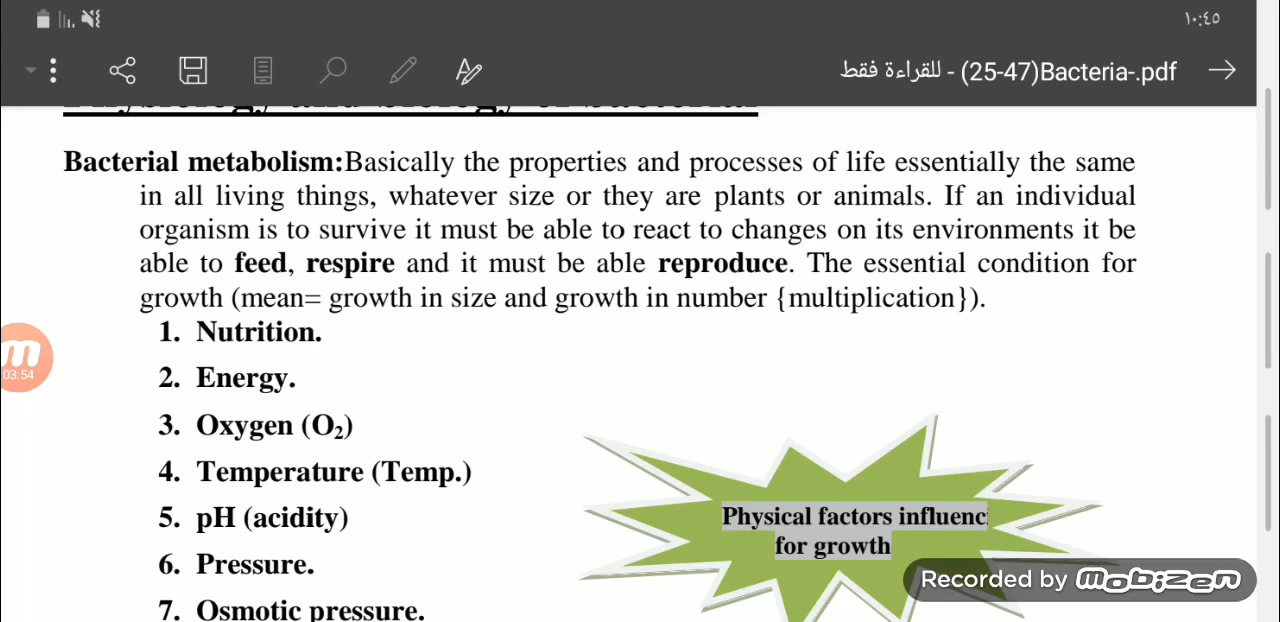 ١٠:٤٥
(25-47)Bacteria-.pdf - للقراءة فقط
Bacterial metabolism:Basically the properties and processes of life essentially the same
in all living things, whatever size or they are plants or animals. If an individual
organism is to survive it must be able to react to changes on its environments it be
able to feed, respire and it must be able reproduce. The essential condition for
growth (mean= growth in size and growth in number {multiplication}).
1. Nutrition.
2. Energy.
3. Oxygen (O₂)
4. Temperature (Temp.)
5. pH (acidity)
6. Pressure.
7. Osmotic pressure.
Physical factors influenc
for growth
03:54
Recorded by Mobizen